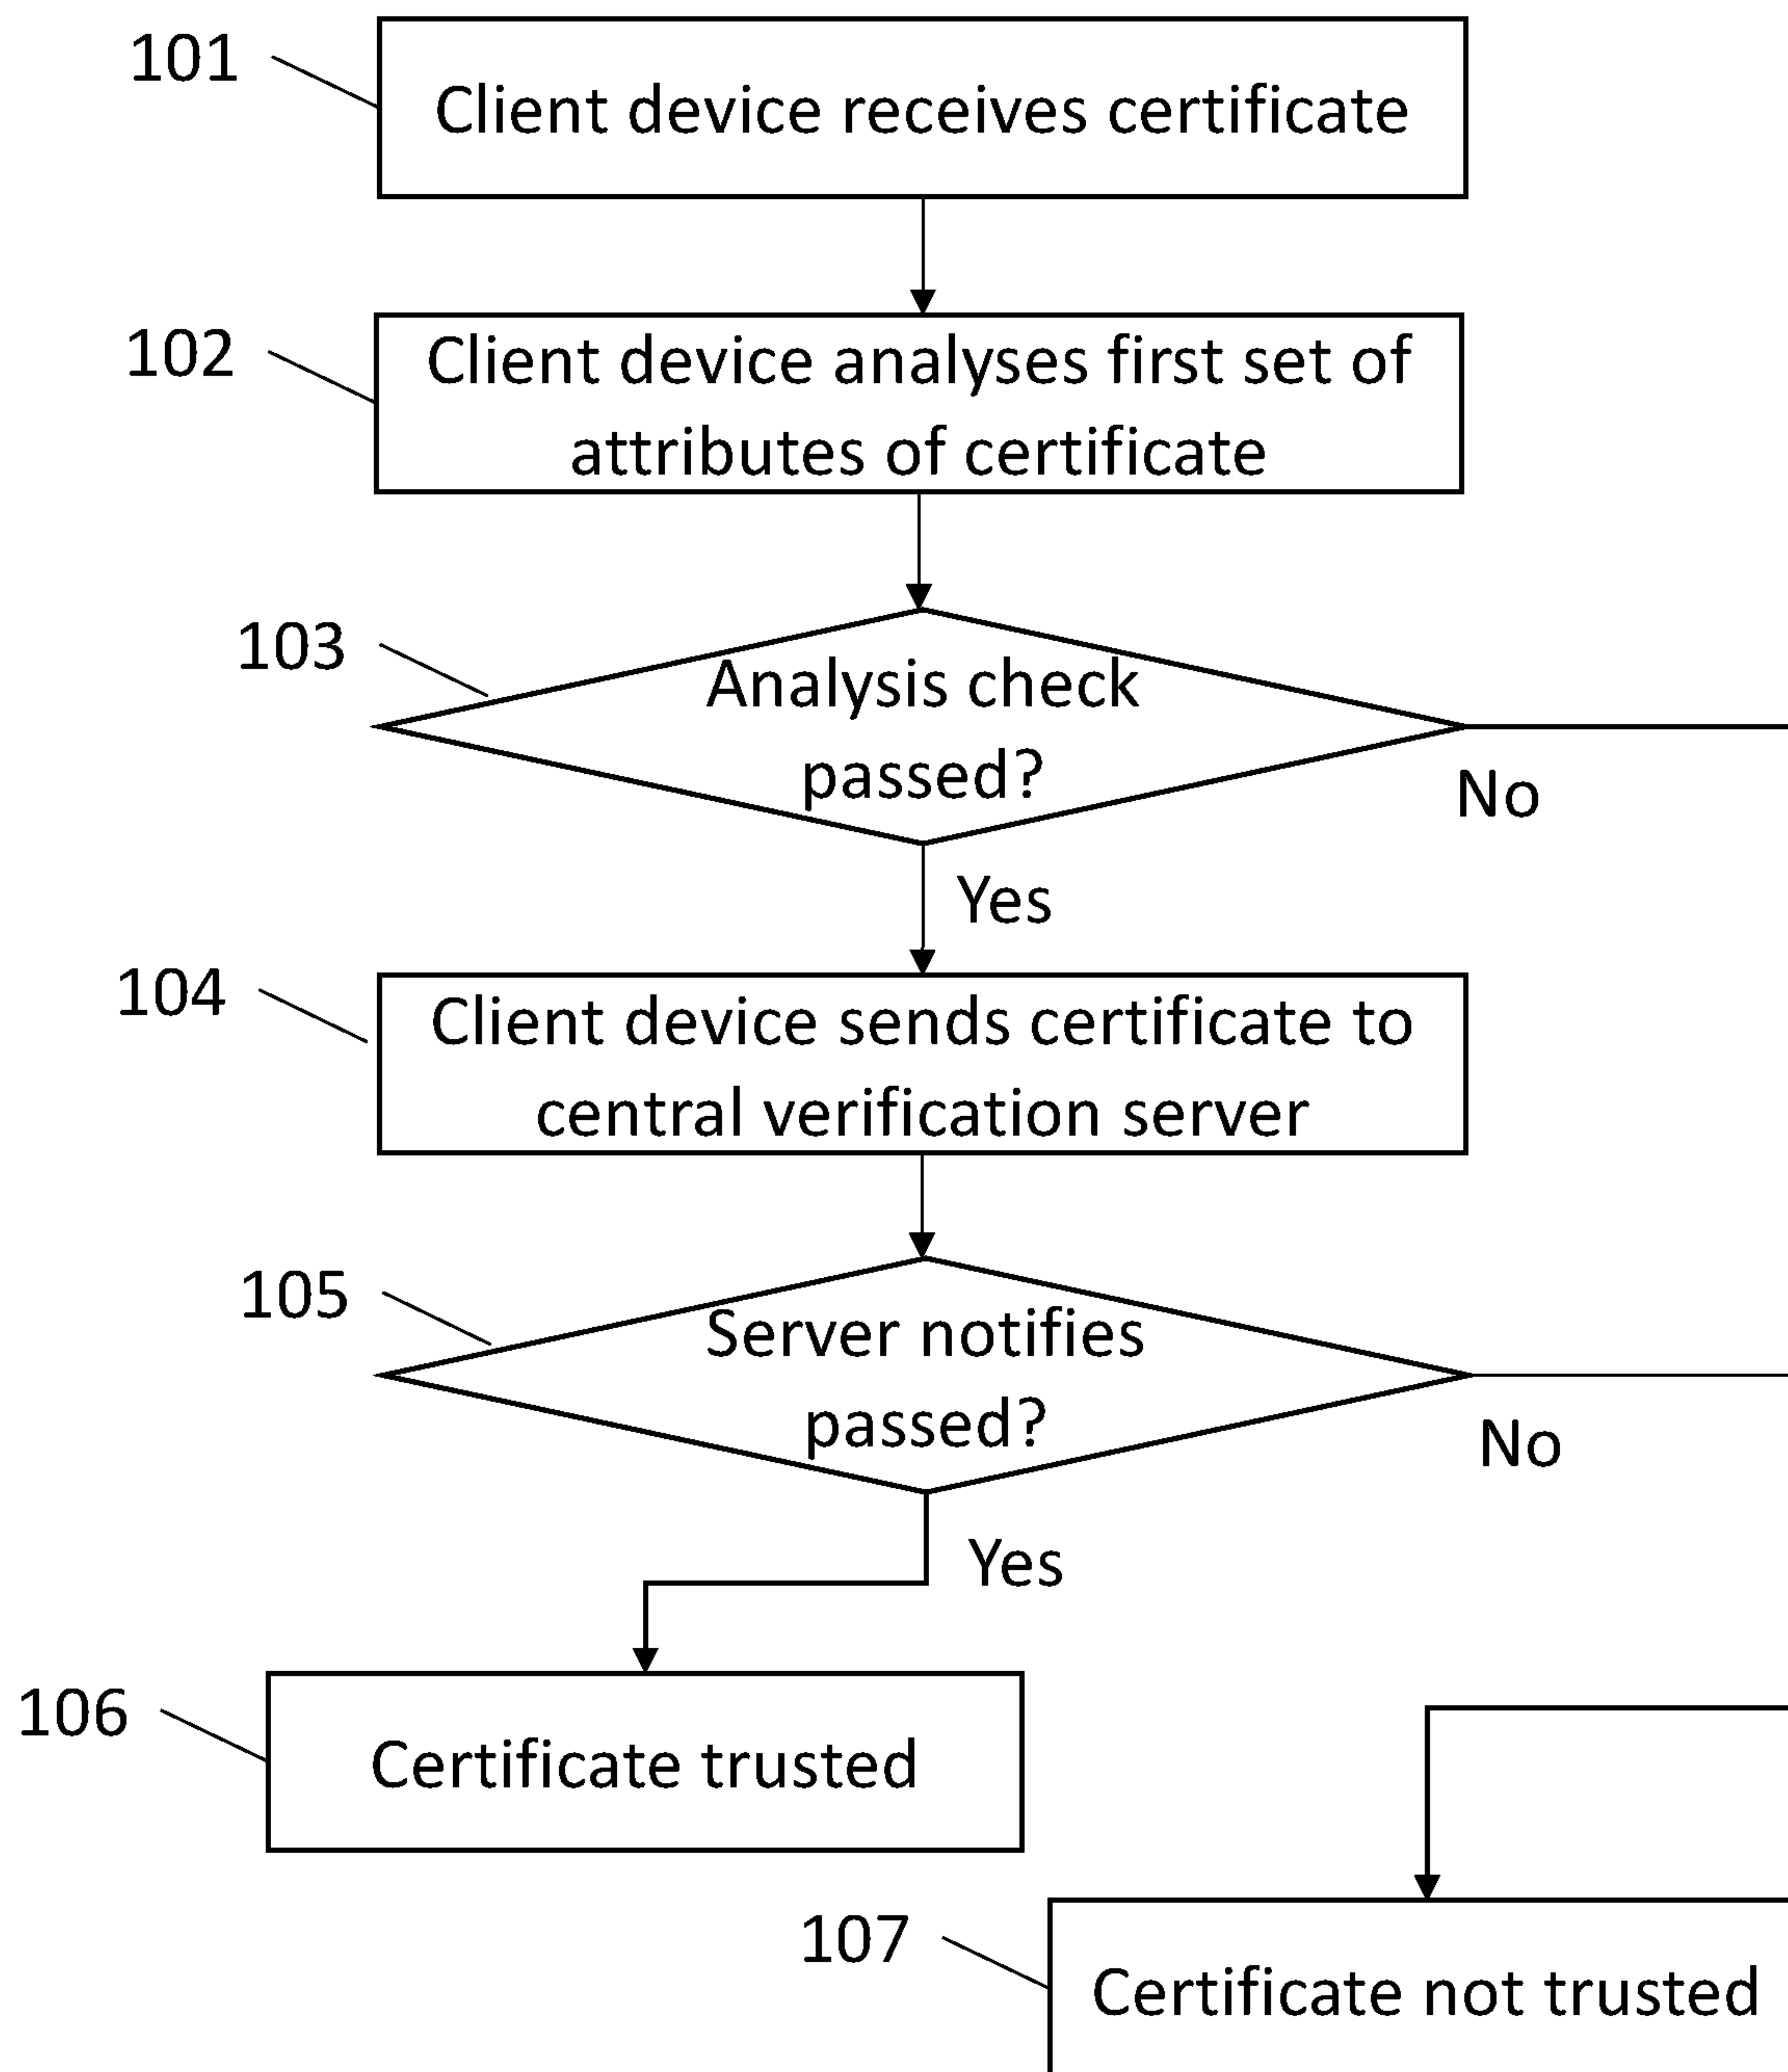 101
Client device receives certificate
102
Client device analyses first set of
attributes of certificate
103
Analysis check
passed?
No
Yes
104
Client device sends certificate to
central verification server
105
Server notifies
passed?
No
Yes
106
Certificate trusted
107
Certificate not trusted